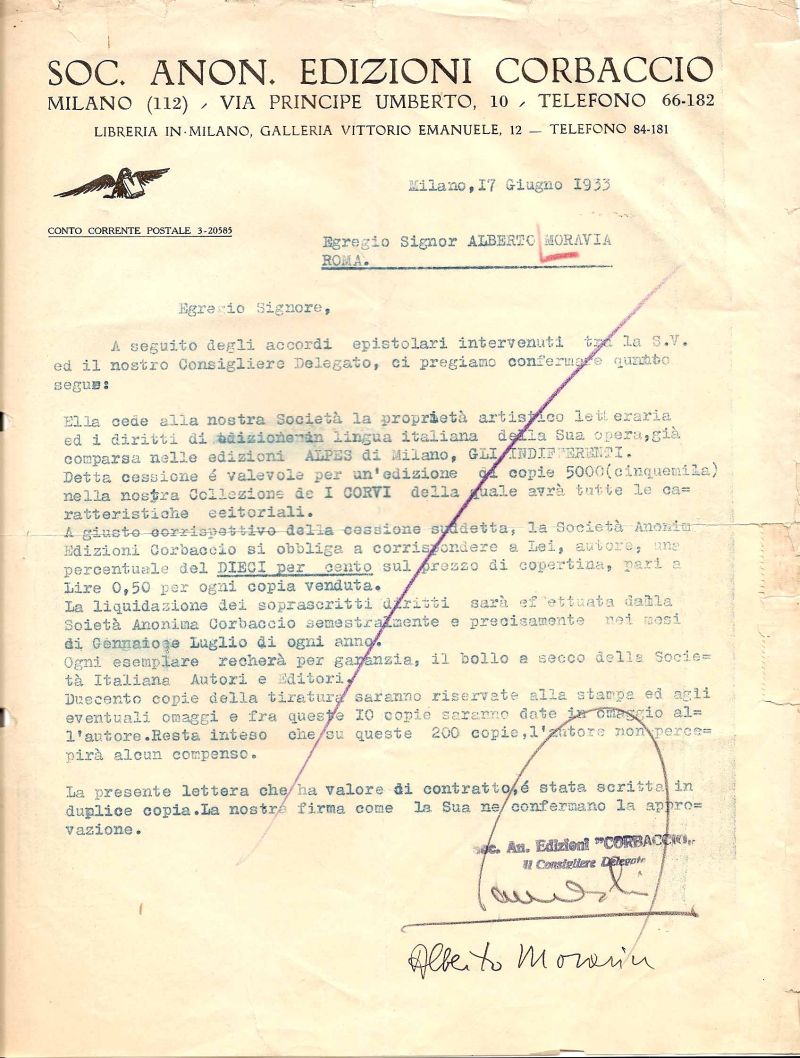 SOC. ANON. EDIZIONI CORBACCIO
MILANO (112) - VIA PRINCIPE UMBERTO, 10 - TELEFONO 66-182
LIBRERIA IN MILANO, GALLERIA VITTORIO EMANUELE, 12 — TELEFONO 84-181
Milano, I7 Giugno I933
CONTO CORRENTE POSTALE 3-20585
Egregio Signor ALBERTO MORAVIA
ROMA.
Egregio Signore,
A seguito degli accordi epistolari intervenuti tra la S.V.
ed il nostro Consigliere Delegato, ci pregiamo confermare quanto
segue:
Ella cede alla nostra Società la proprietà artistico letteraria
ed i diritti di edizione in lingua italiana della Sua opera, già
comparsa nelle edizioni ALPES di Milano, GLI INDIFFERENTI.
Detta cessione é valevole per un'edizione di copie 5000(cinquemila)
nella nostra Collezione de I CORVI della quale avrà tutte le ca=
ratteristiche eeitoriali.
A giusto corrispettivo della cessione suddetta, la Società Anonim
Edizioni Corbaccio si obbliga a corrispondere a Lei, autore, una
percentuale del DIECI per cento sul prezzo di copertina, pari a
Lire 0,50 per ogni copia venduta.
La liquidazione dei soprascritti diritti sarà effettuata dalla
Soietà Anonima Corbaccio semestralmente e precisamente nei mesi
di Gennaio e Luglio di ogni anno.
Ogni esemplare recherà per garanzia, il bollo a secco della Socie=
tà Italiana Autori e Editori.
Duecento copie della tiratura saranno riservate alla stampa ed agli
eventuali omaggi e fra queste I0 copie saranno date in omaggio al=
l'autore.Resta inteso che su queste 200 copie,l'autore non perce=
pirà alcun compenso.
La presente lettera che ha valore di contratto,é stata scritta in
duplice copia.La nostra firma come la Sua ne confermano la appro=
vazione.
Soc. An. Edizioni "CORBACCIO"
Il Consigliere Delegato
Alberto Moravia